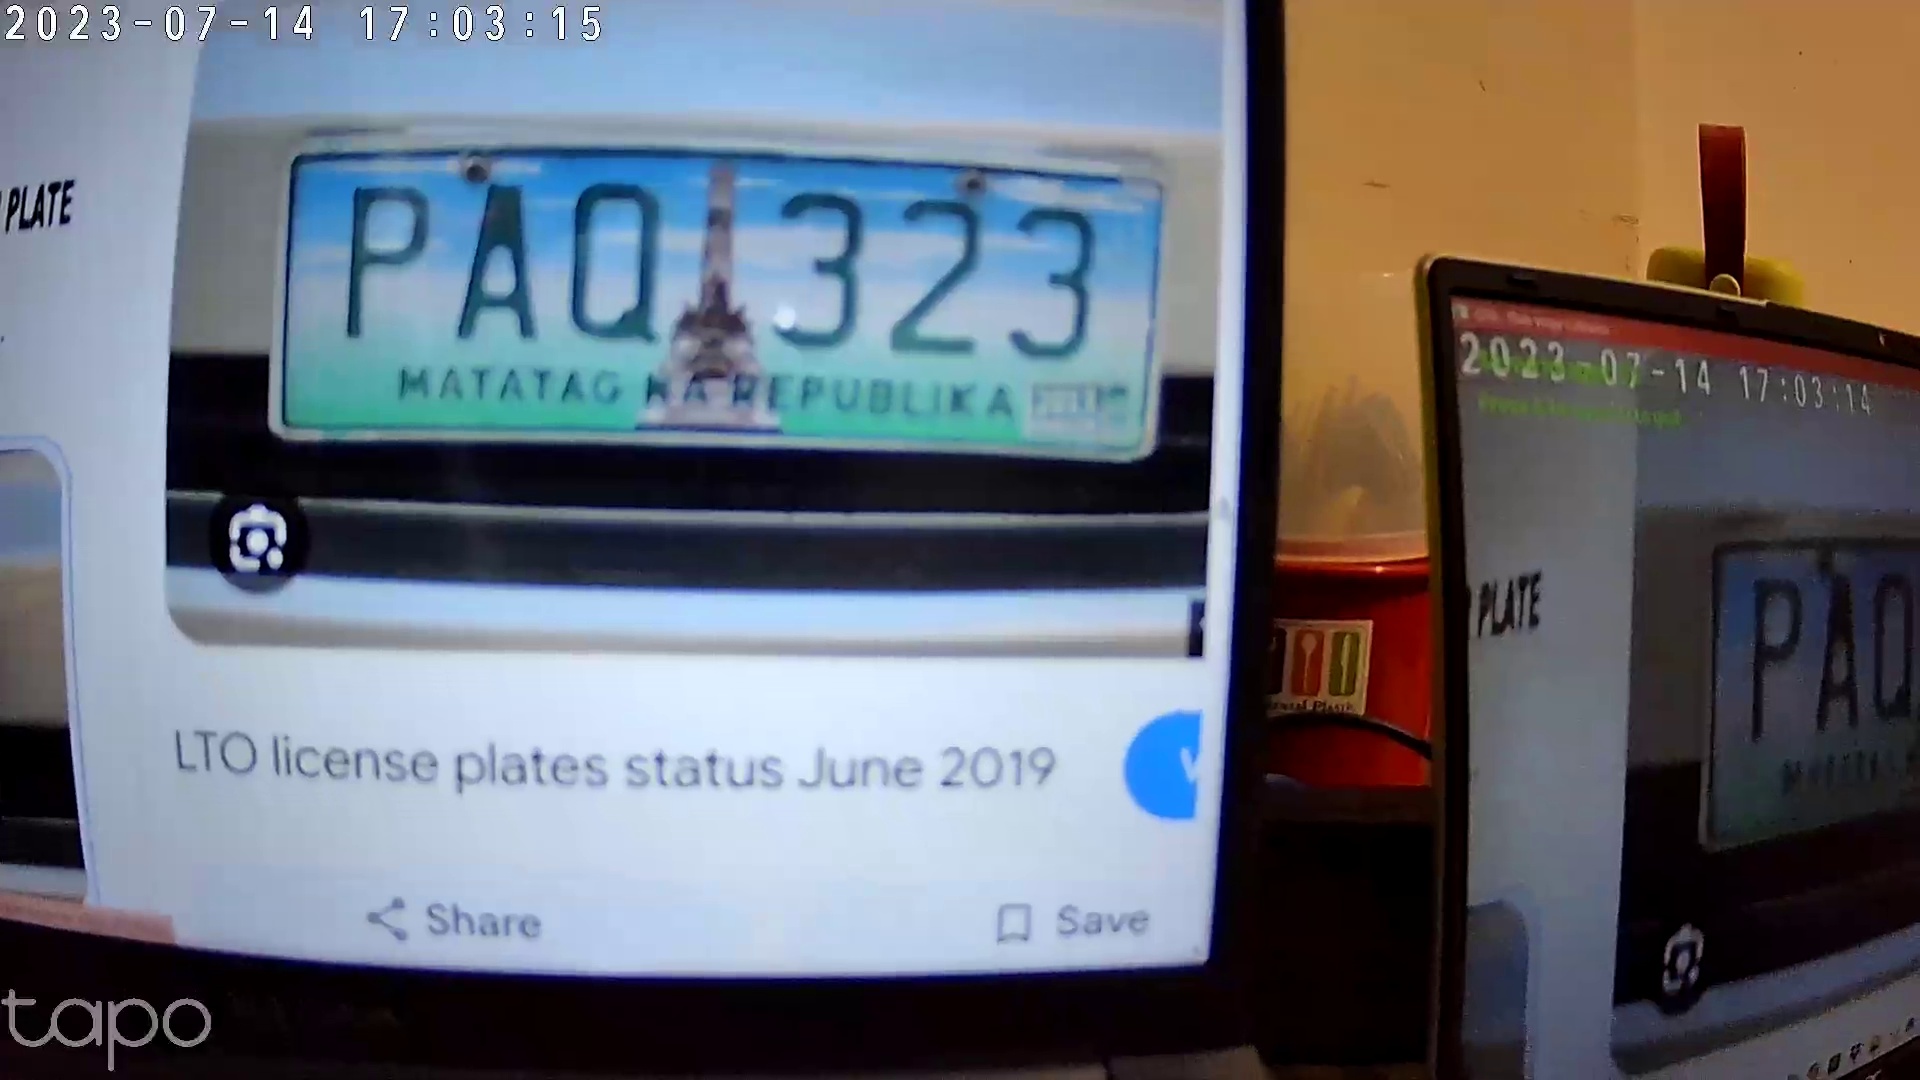 2023-07-14 17:03:15
PLATE
PAQ 323
MATATAG NA REPUBLIKA
LTO license plates status June 2019
Share
Save
tapo
2023-07-14 17:03:14
PLATE
PAQ